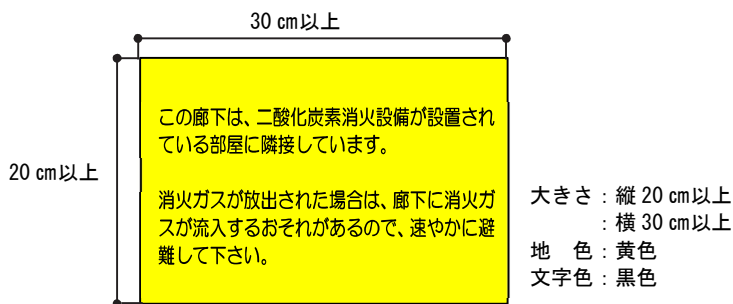 30 cm以上
20 cm以上
この廊下は、二酸化炭素消火設備が設置され
ている部屋に隣接しています。
消火ガスが放出された場合は、廊下に消火ガ
スが流入するおそれがあるので、速やかに避
難して下さい。
大きさ：縦 20 cm以上
：横 30 cm以上
地　色：黄色
文字色：黒色